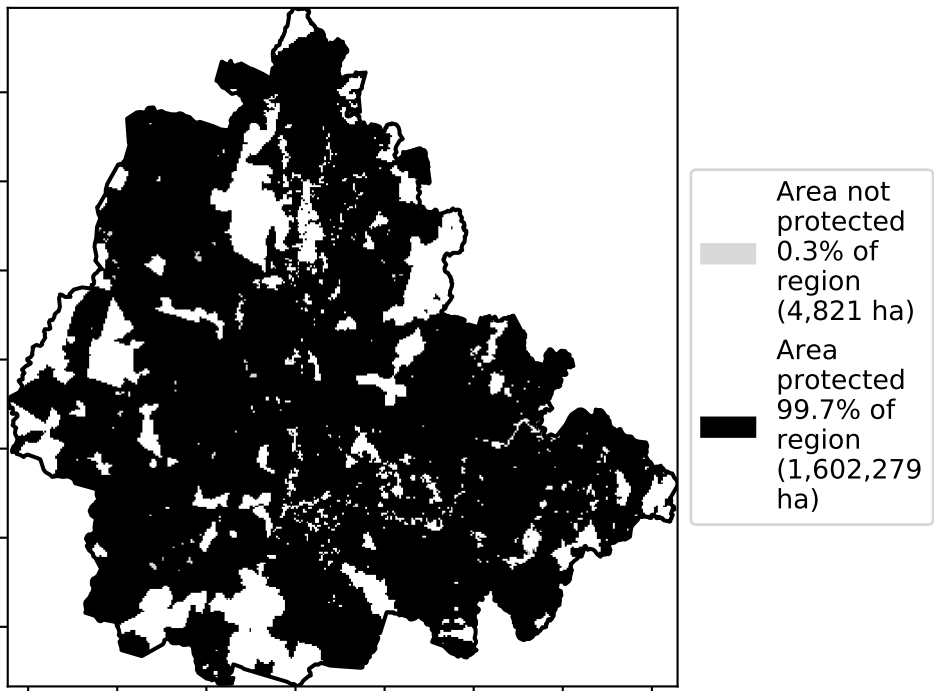 Area not
protected
0.3% of
region
(4,821 ha)
Area
protected
99.7% of
region
(1,602,279
ha)